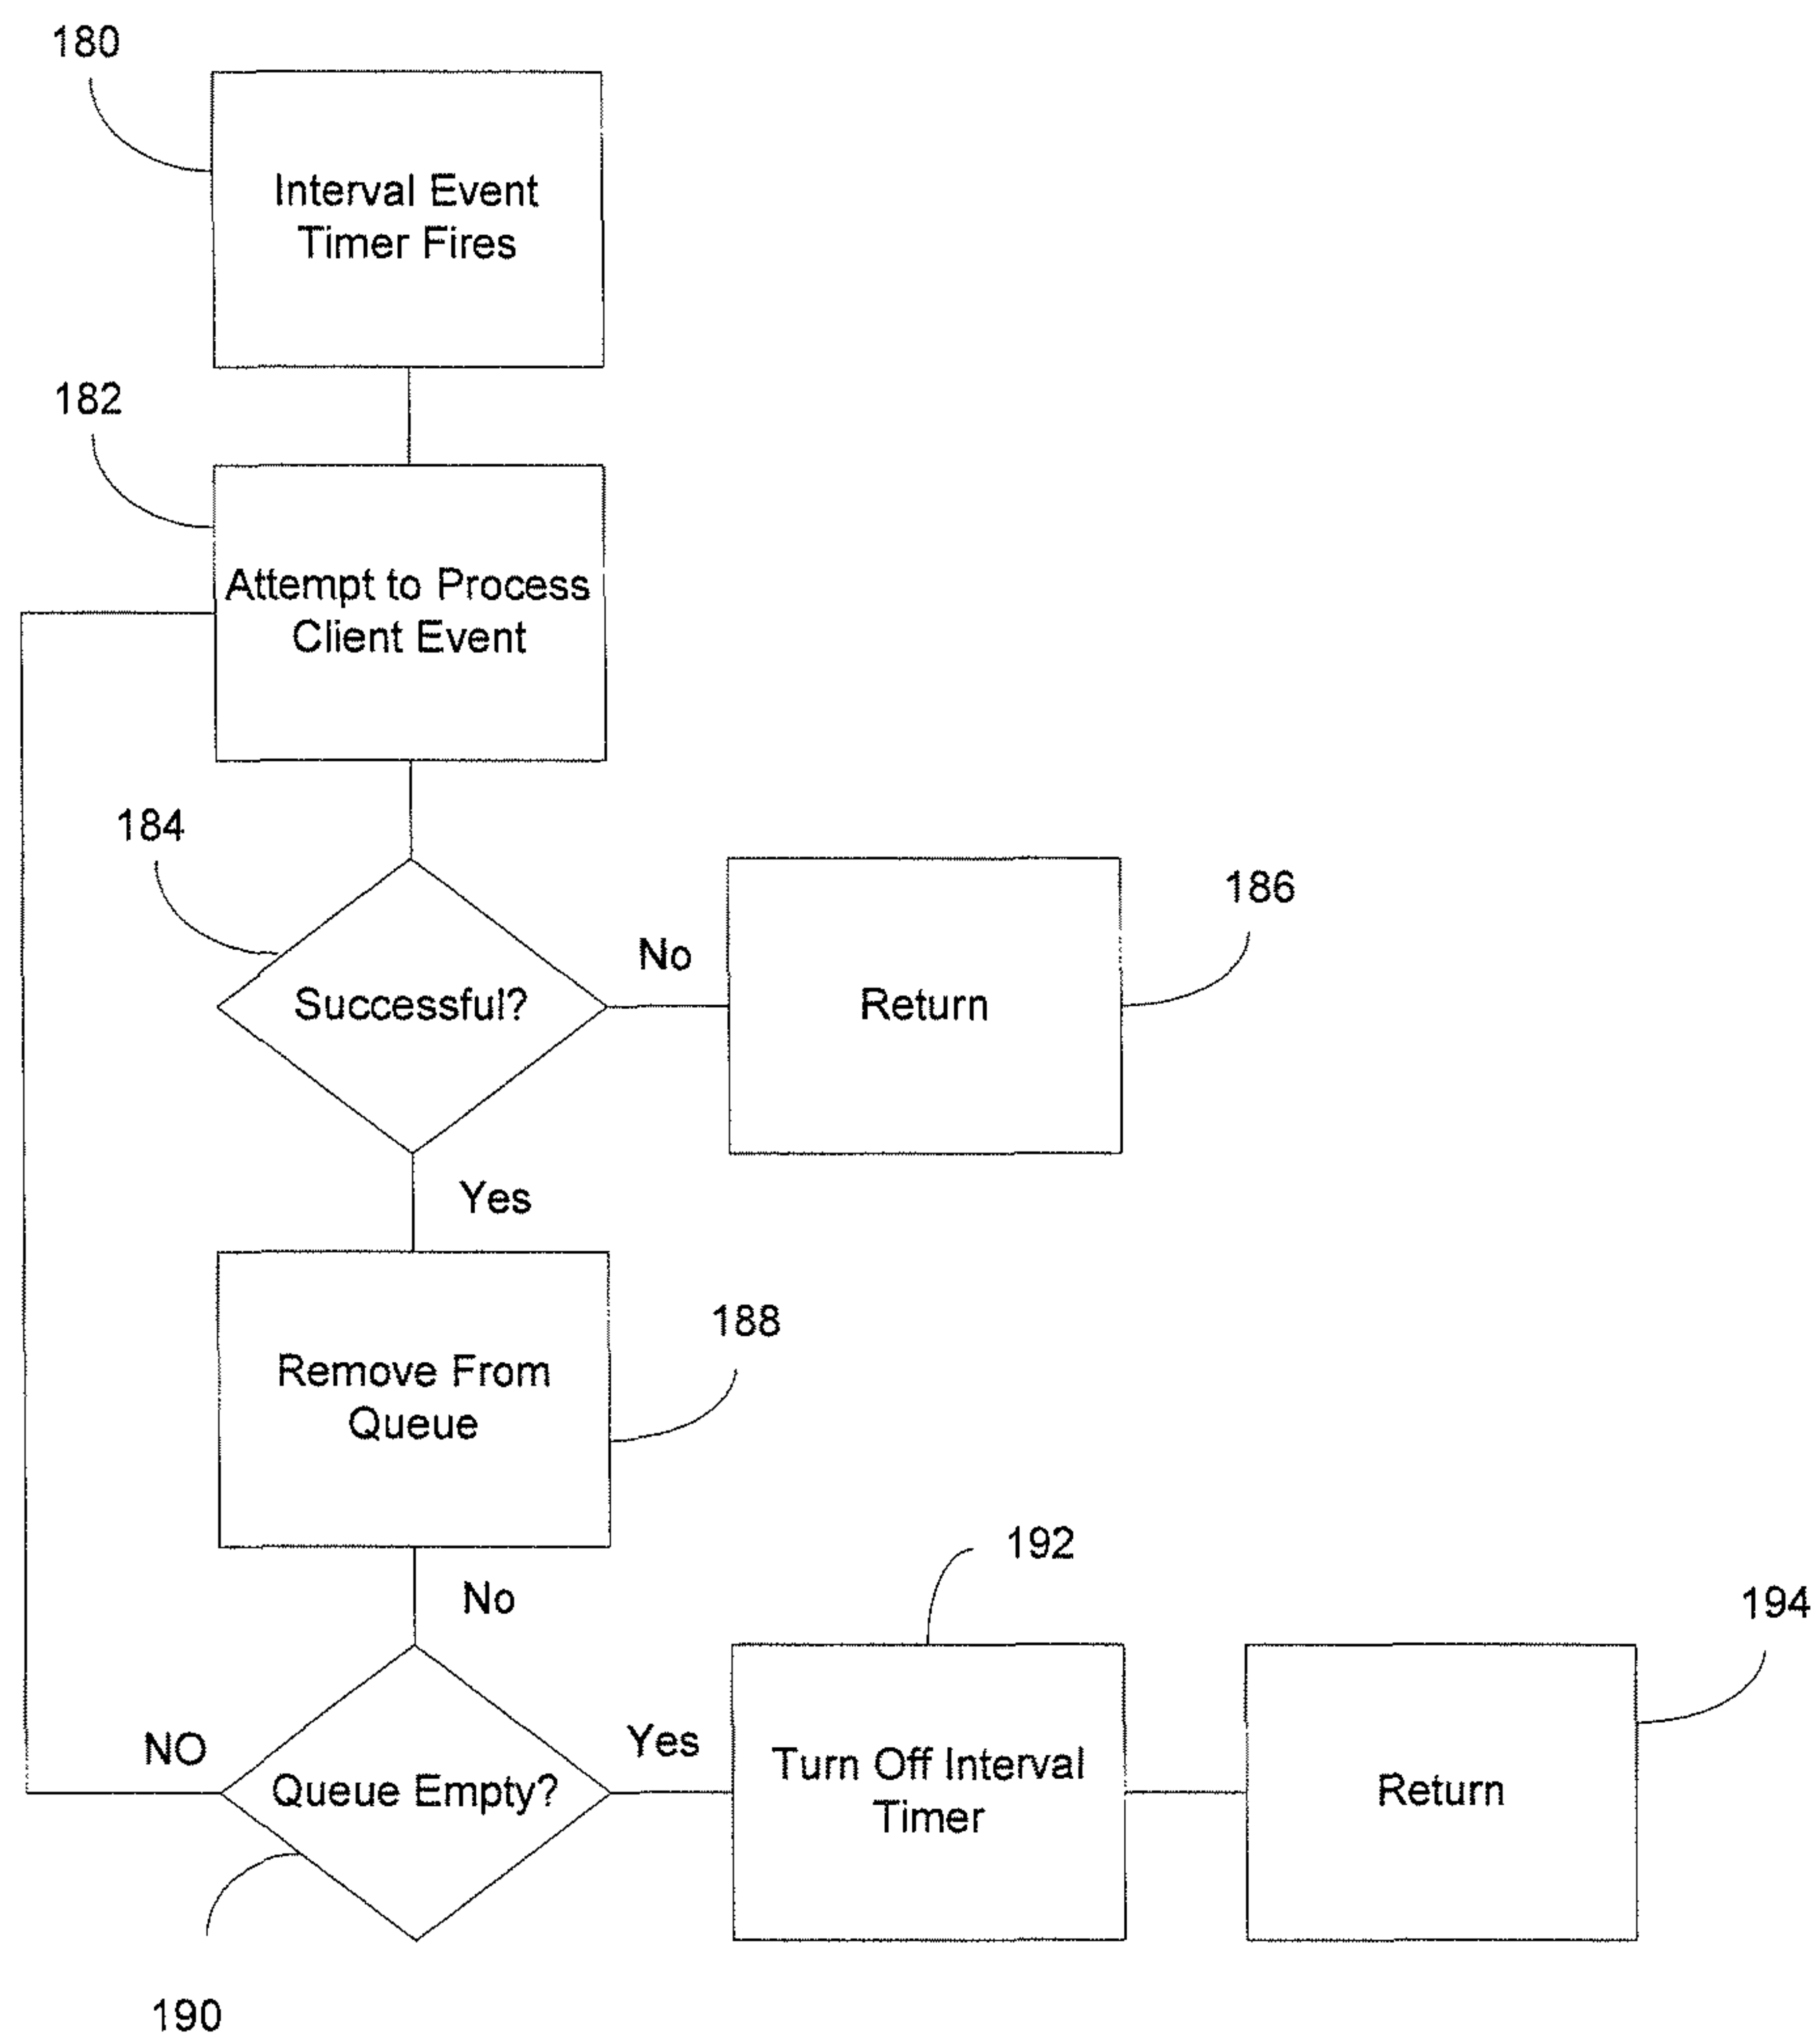 180
Interval Event
Timer Fires
182
Attempt to Process
Client Event
184
Successful?
No
Return
186
Yes
Remove From
Queue
188
No
Queue Empty?
190
NO
Yes
Turn Off Interval
Timer
192
Return
194